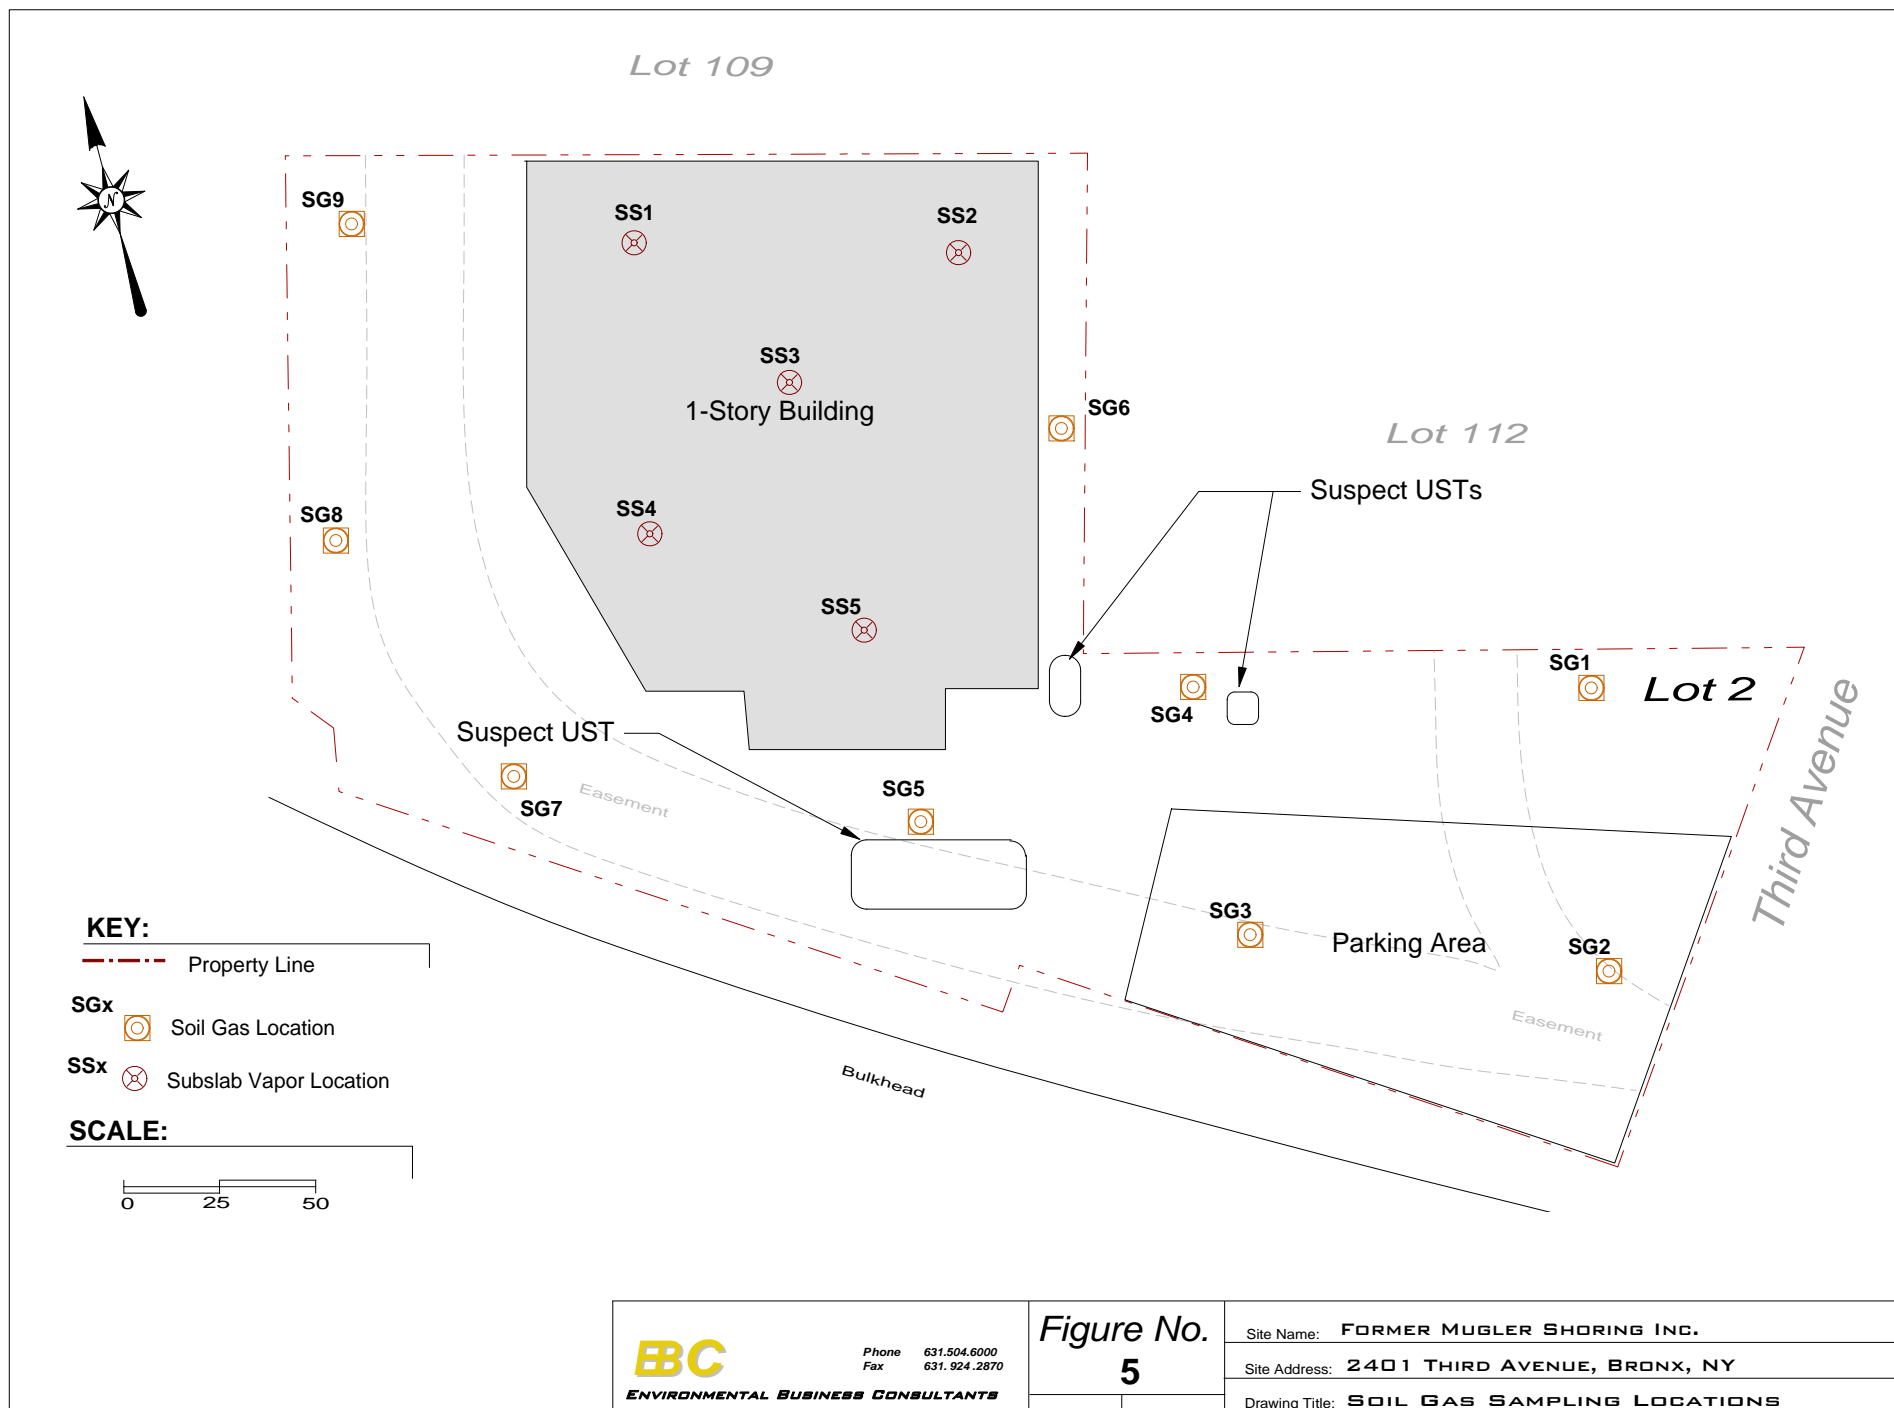 Lot 109
N
SG9
SS1
SS2
SS3
1-Story Building
SG6
Lot 112
Suspect USTs
SG8
SS4
SS5
SG1
Lot 2
SG4
Third Avenue
Suspect UST
SG7
Easement
SG5
SG3
Parking Area
SG2
Easement
Bulkhead
KEY:
Property Line
SGx
Soil Gas Location
SSx
Subslab Vapor Location
SCALE:
0 25 50
EBC
Phone 631.504.6000
Fax 631.924.2870
ENVIRONMENTAL BUSINESS CONSULTANTS
Figure No.
5
Site Name: FORMER MUGLER SHORING INC.
Site Address: 2401 THIRD AVENUE, BRONX, NY
Drawing Title: SOIL GAS SAMPLING LOCATIONS